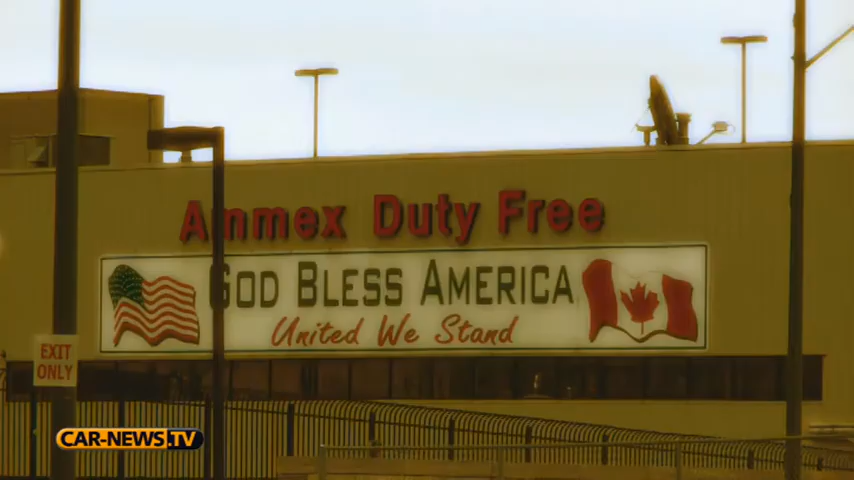 Ammex Duty Free
God Bless America
United We Stand
EXIT
ONLY
CAR-NEWS.TV